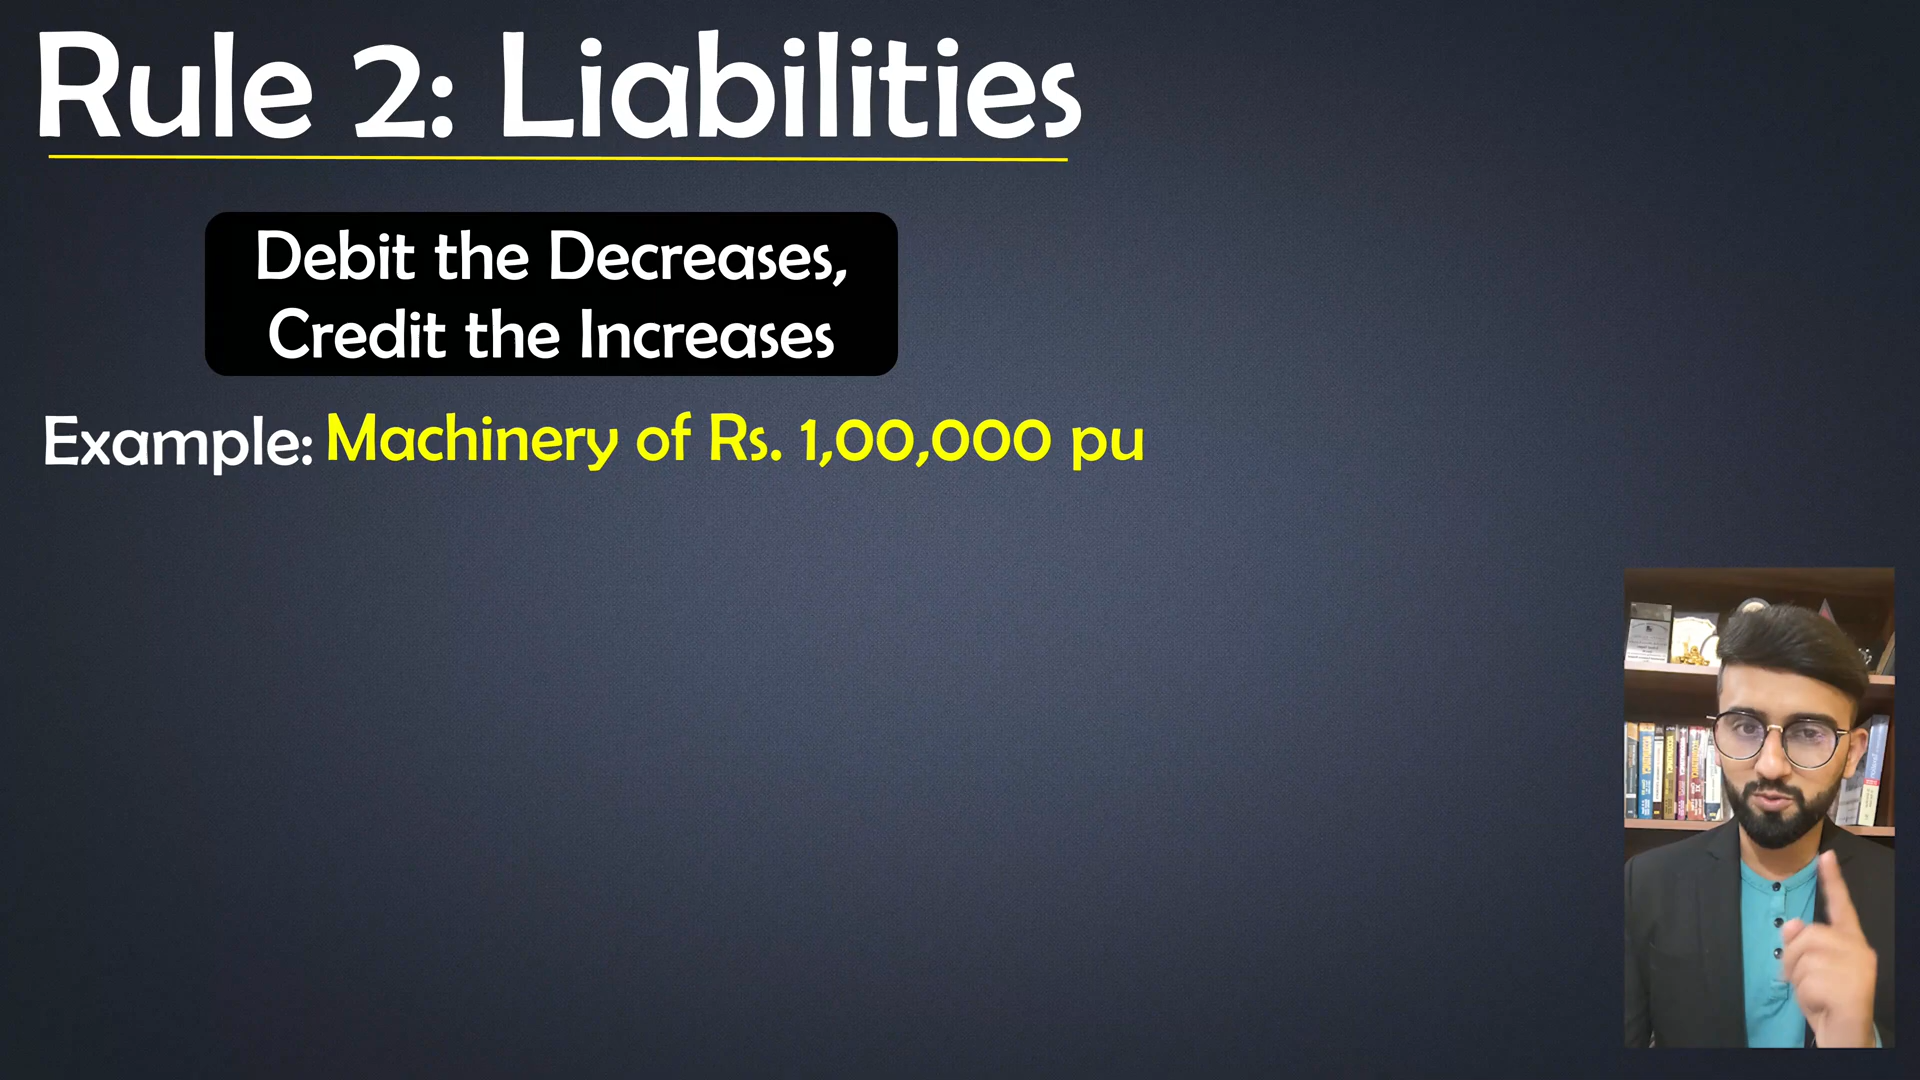 Rule 2: Liabilities
Debit the Decreases,
Credit the Increases
Example: Machinery of Rs. 1,00,000 pu